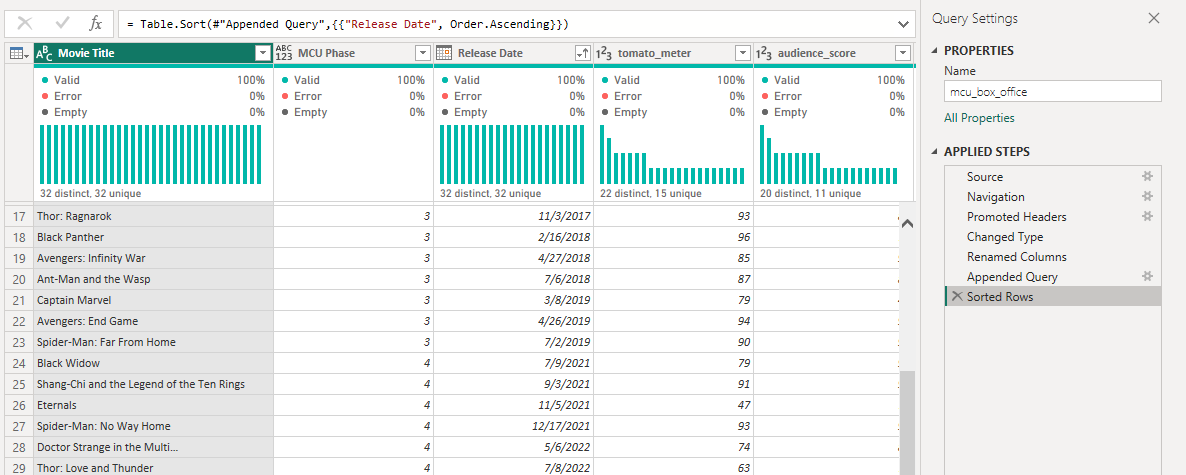 = Table.Sort(#"Appended Query",{{"Release Date", Order.Ascending}})
Query Settings
PROPERTIES
Name
mcu_box_office
All Properties
APPLIED STEPS
Source
Navigation
Promoted Headers
Changed Type
Renamed Columns
Appended Query
Sorted Rows
ABC Movie Title ABC 123 MCU Phase Release Date 123 tomato_meter 123 audience_score
Valid 100% Valid 100% Valid 100% Valid 100% Valid 100%
Error 0% Error 0% Error 0% Error 0% Error 0%
Empty 0% Empty 0% Empty 0% Empty 0% Empty 0%
32 distinct, 32 unique 32 distinct, 32 unique 22 distinct, 15 unique 20 distinct, 11 unique
17 Thor: Ragnarok 3 11/3/2017 93
18 Black Panther 3 2/16/2018 96
19 Avengers: Infinity War 3 4/27/2018 85
20 Ant-Man and the Wasp 3 7/6/2018 87
21 Captain Marvel 3 3/8/2019 79
22 Avengers: End Game 3 4/26/2019 94
23 Spider-Man: Far From Home 3 7/2/2019 90
24 Black Widow 4 7/9/2021 79
25 Shang-Chi and the Legend of the Ten Rings 4 9/3/2021 91
26 Eternals 4 11/5/2021 47
27 Spider-Man: No Way Home 4 12/17/2021 93
28 Doctor Strange in the Multi... 4 5/6/2022 74
29 Thor: Love and Thunder 4 7/8/2022 63